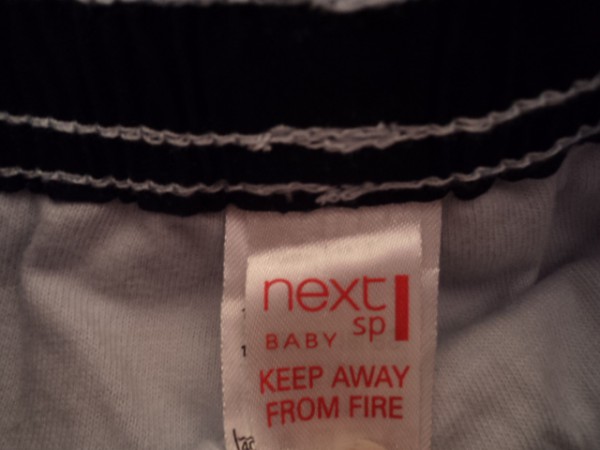 next
sp
BABY
KEEP AWAY
FROM FIRE